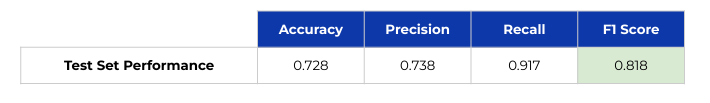 Accuracy Precision Recall F1 Score
Test Set Performance 0.728 0.738 0.917 0.818